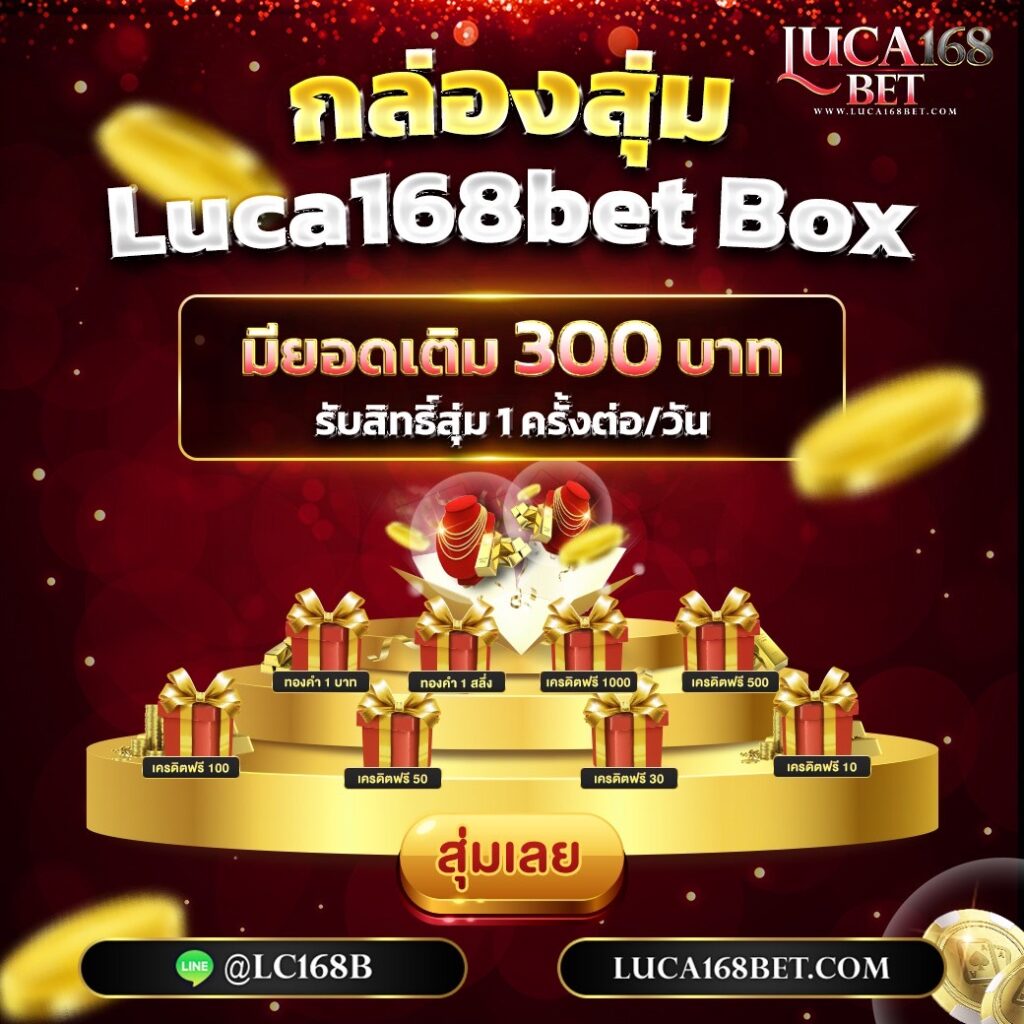 LUCA168
BET
WWW.LUCA168BET.COM
กล่องสุ่ม
Luca168bet Box
มียอดเติม 300 บาท
รับสิทธิ์สุ่ม 1 ครั้งต่อ/วัน
ทองคำ 1 บาท
ทองคำ 1 สลึ่ง
เครดิตฟรี 1000
เครดิตฟรี 500
เครดิตฟรี 100
เครดิตฟรี 50
เครดิตฟรี 30
เครดิตฟรี 10
สุ่มเลย
LINE @LC168B
LUCA168BET.COM